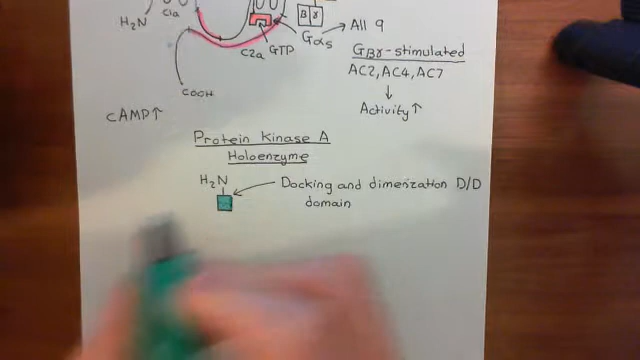 H₂N
C1a
C2a GTP
β γ
Gαs
All 9
Gβγ-stimulated
AC2, AC4, AC7
↓
Activity↑
COOH
cAMP↑
Protein Kinase A
Holoenzyme
H₂N
Docking and dimerization D/D
domain